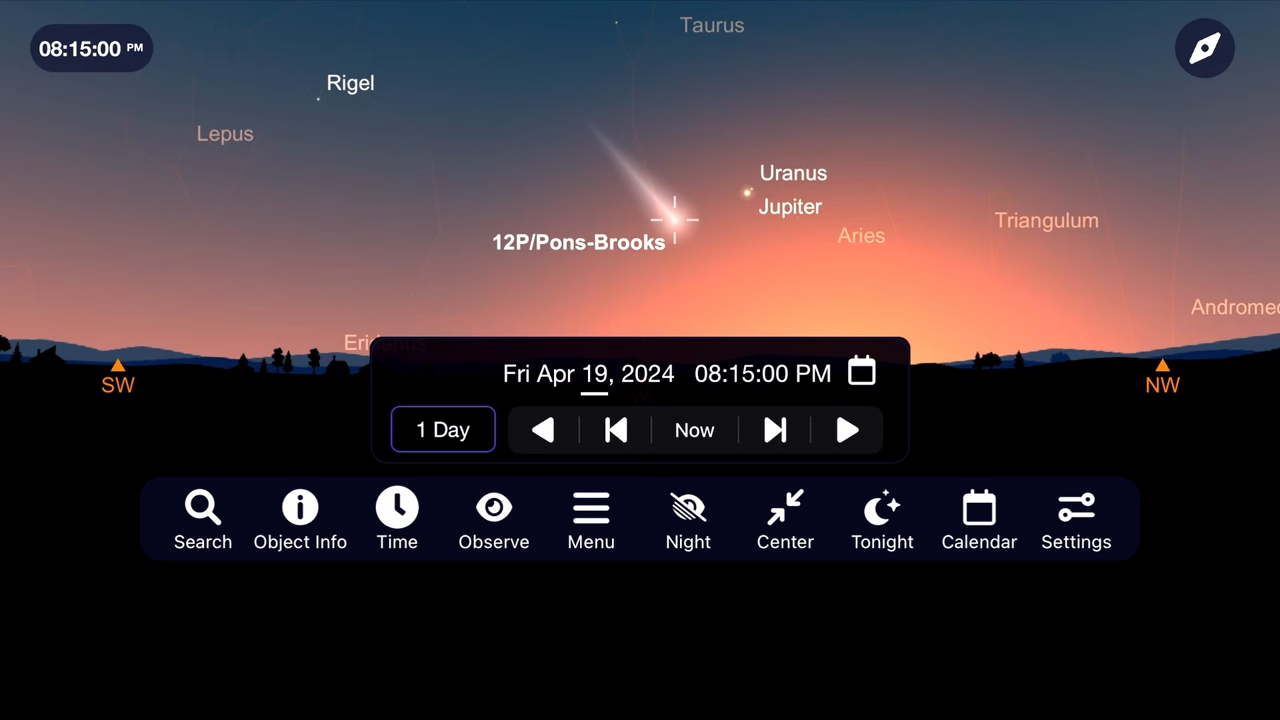 Taurus
08:15:00 PM
Rigel
Lepus
Uranus
Jupiter
Triangulum
Aries
12P/Pons-Brooks
Andromed
Eridanus
Fri Apr 19, 2024 08:15:00 PM
SW
W
NW
1 Day
Now
Search
Object Info
Time
Observe
Menu
Night
Center
Tonight
Calendar
Settings